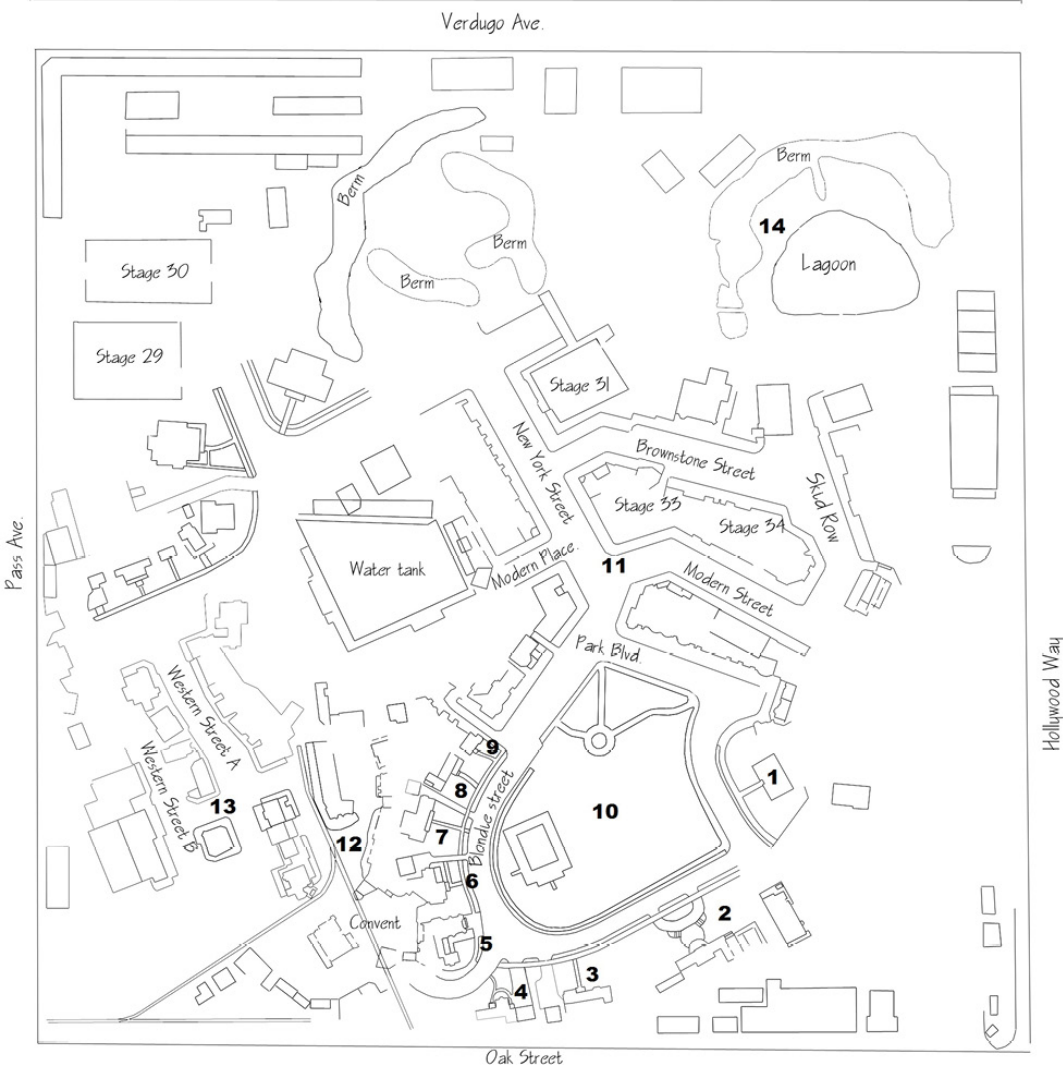 Verdugo Ave.
Berm
Berm
14
Berm
Berm
Lagoon
Stage 30
Stage 29
Stage 31
New York Street
Brownstone Street
Skid Row
Stage 33
Stage 34
Pass Ave.
Water tank
Modern Place.
11
Modern Street
Park Blvd.
Hollywood Way
Western Street A
Western Street B
9
1
8
13
10
Blondie street
7
12
6
Convent
2
5
3
4
Oak Street